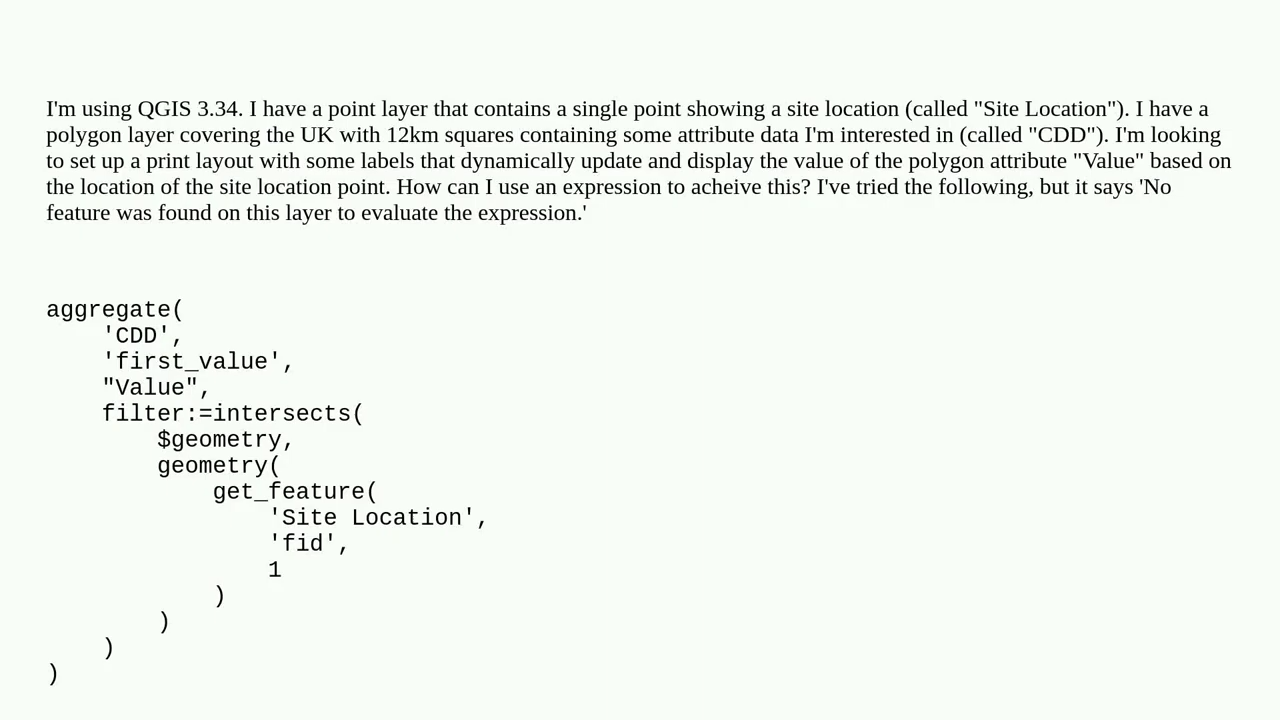 I'm using QGIS 3.34. I have a point layer that contains a single point showing a site location (called "Site Location"). I have a
polygon layer covering the UK with 12km squares containing some attribute data I'm interested in (called "CDD"). I'm looking
to set up a print layout with some labels that dynamically update and display the value of the polygon attribute "Value" based on
the location of the site location point. How can I use an expression to acheive this? I've tried the following, but it says 'No
feature was found on this layer to evaluate the expression.'
aggregate(
    'CDD',
    'first_value',
    "Value",
    filter:=intersects(
        $geometry,
        geometry(
            get_feature(
                'Site Location',
                'fid',
                1
            )
        )
    )
)